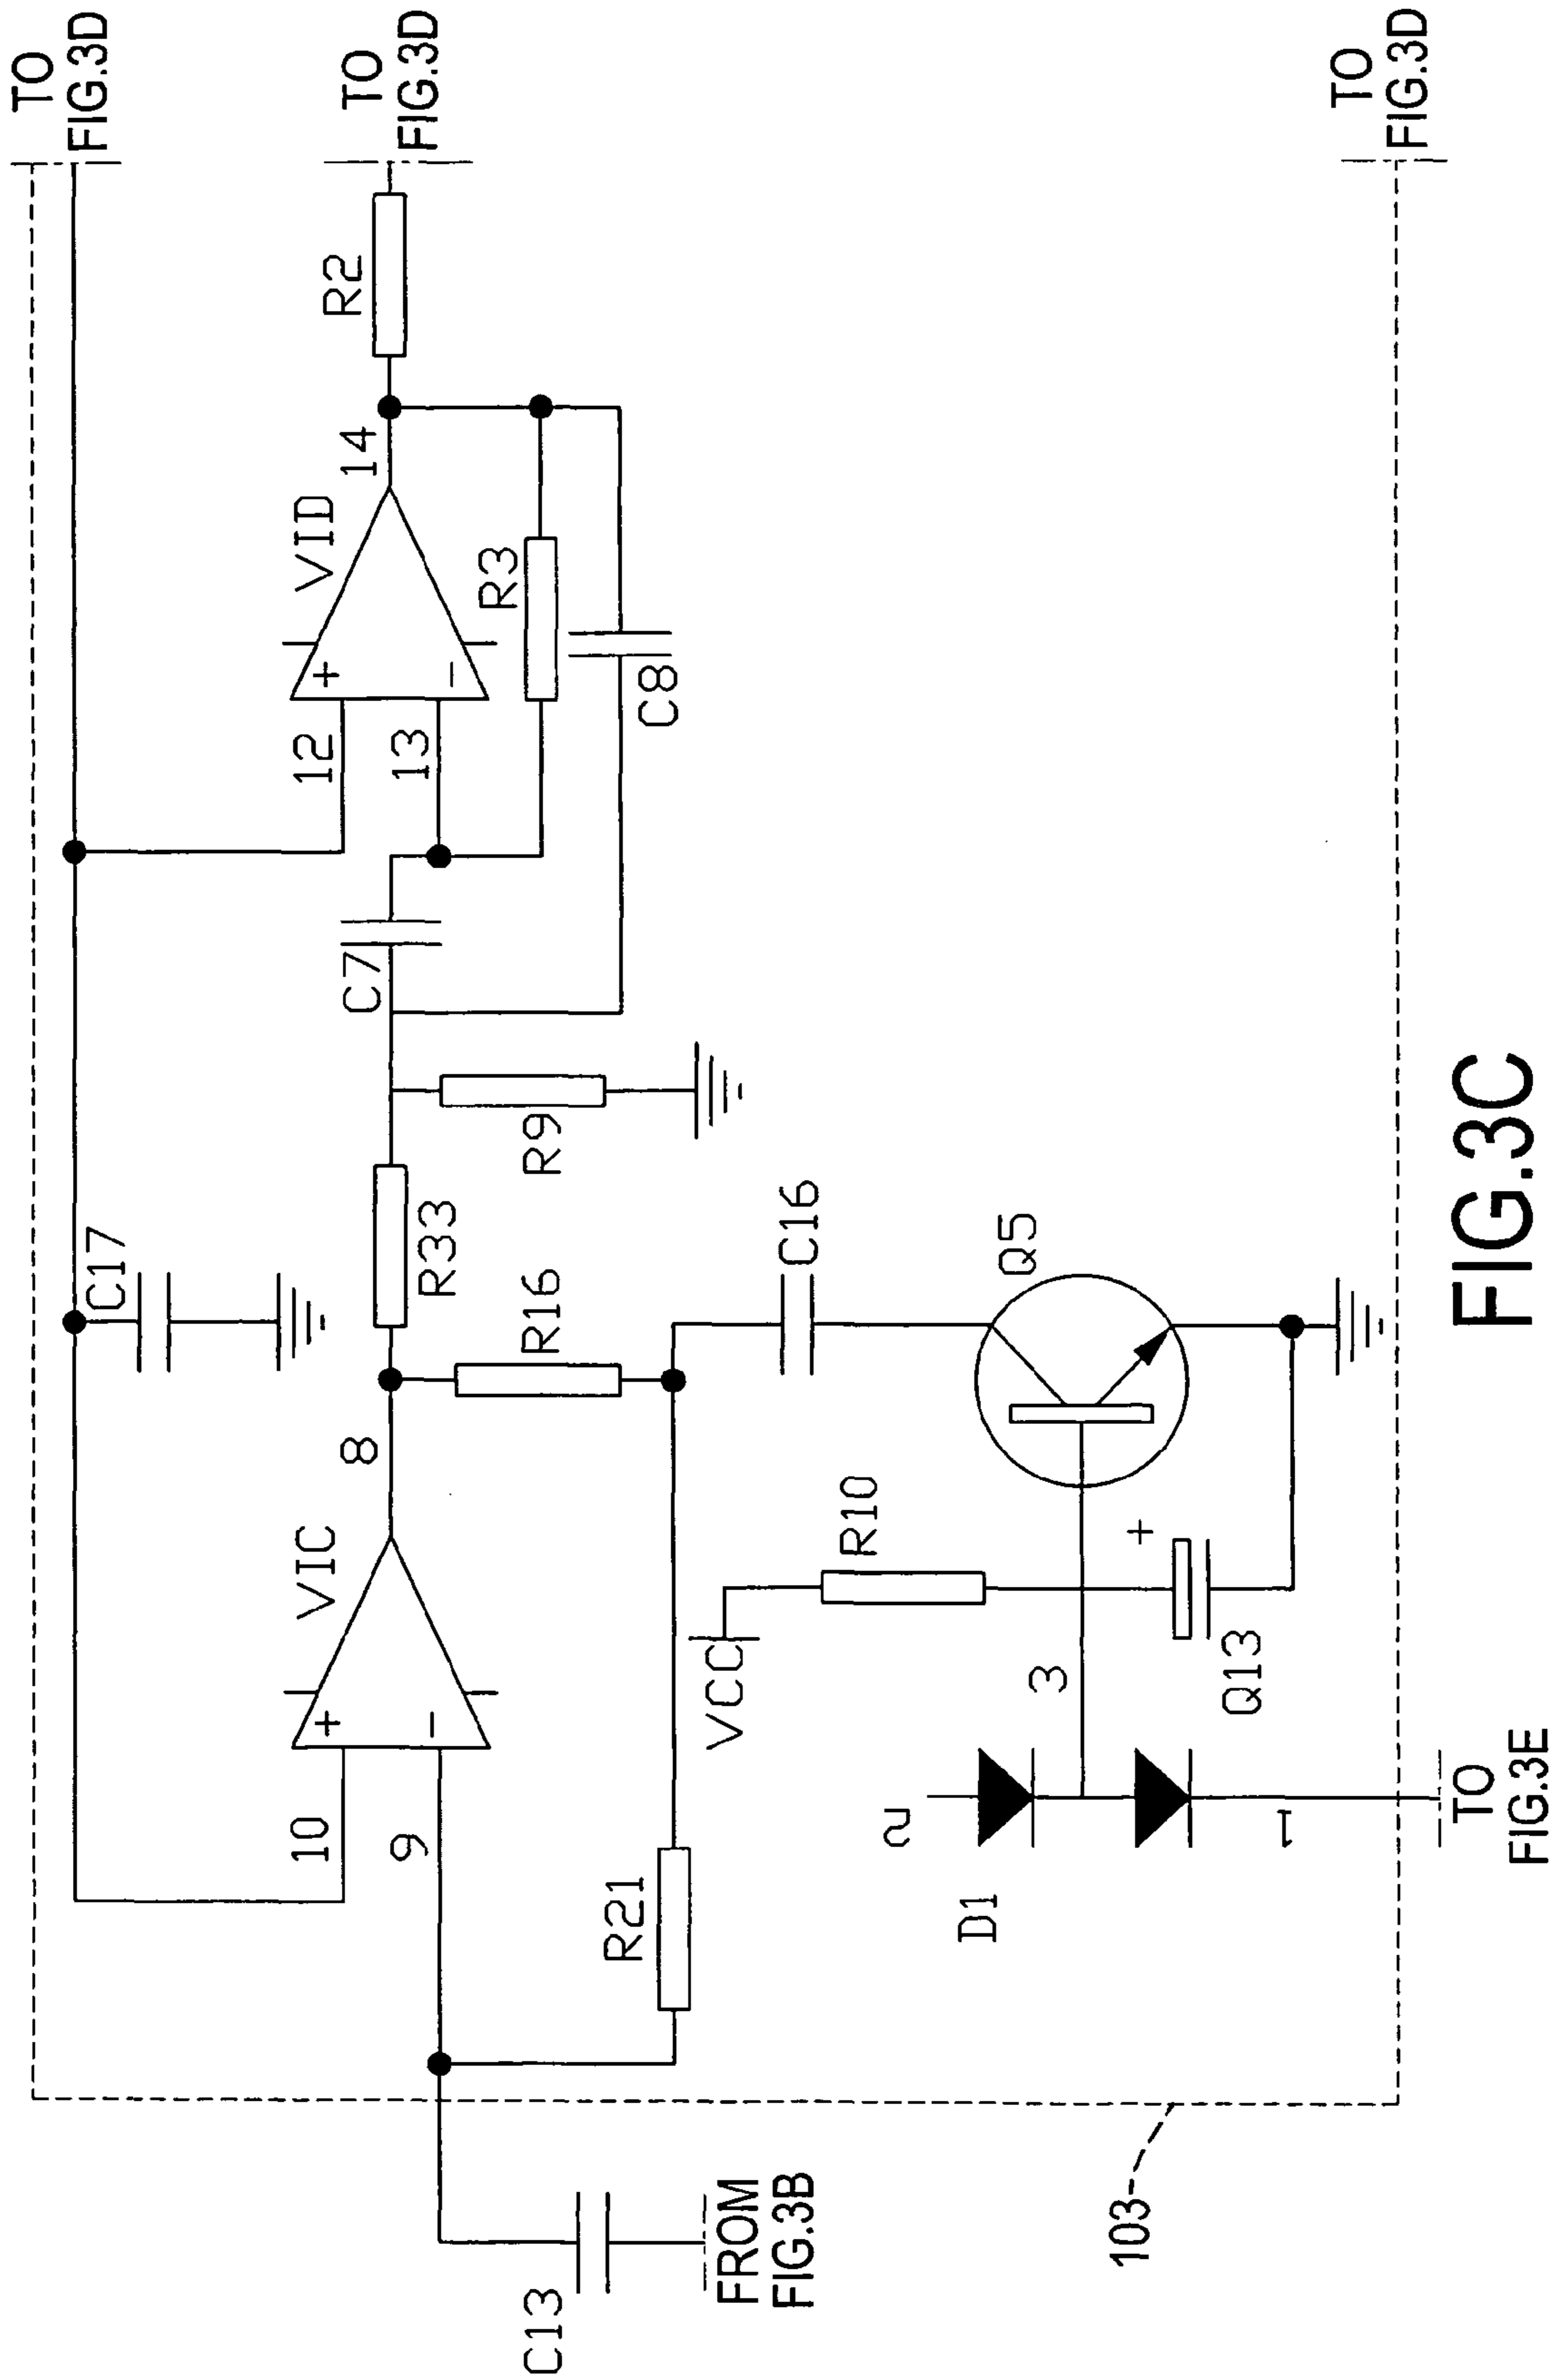 TO
FIG.3D
C17
TO
FIG.3D
VIC
10
+
8
9
-
R33
C7
12
+
VID
14
13
-
R2
R3
R9
C8
R16
R21
C13
FROM
FIG.3B
VCC
R10
C16
2
D1
3
+
Q5
Q13
1
103
TO
FIG.3D
TO
FIG.3E
FIG.3C